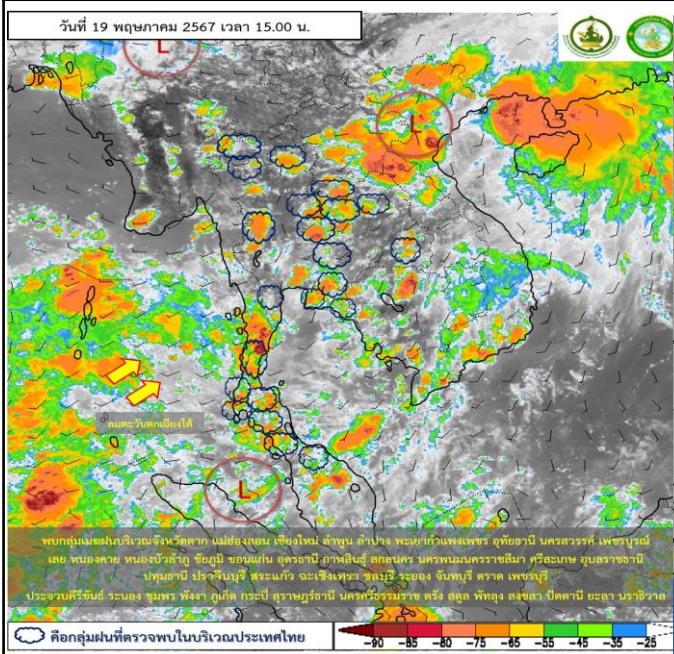 วันที่ 19 พฤษภาคม 2567 เวลา 15.00 น.
L
L
ลมตะวันตกเฉียงใต้
L
พบกลุ่มเมฆฝนบริเวณจังหวัดตาก แม่ฮ่องสอน เชียงใหม่ ลำพูน ลำปาง พะเยากำแพงเพชร อุทัยธานี นครสวรรค์ เพชรบูรณ์
เลย หนองคาย หนองบัวลำภู ชัยภูมิ ขอนแก่น อุดรธานี กาฬสินธุ์ สกลนคร นครพนมนครราชสีมา ศรีสะเกษ อุบลราชธานี
ปทุมธานี ปราจีนบุรี สระแก้ว ฉะเชิงเทรา ชลบุรี ระยอง จันทบุรี ตราด เพชรบุรี
ประจวบคีรีขันธ์ ระนอง ชุมพร พังงา ภูเก็ต กระบี่ สุราษฎร์ธานี นครศรีธรรมราช ตรัง สตูล พัทลุง สงขลา ปัตตานี ยะลา นราธิวาส
คือกลุ่มฝนที่ตรวจพบในบริเวณประเทศไทย
-90 -85 -80 -75 -65 -55 -45 -35 -25